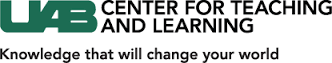 UAB CENTER FOR TEACHING
AND LEARNING
Knowledge that will change your world